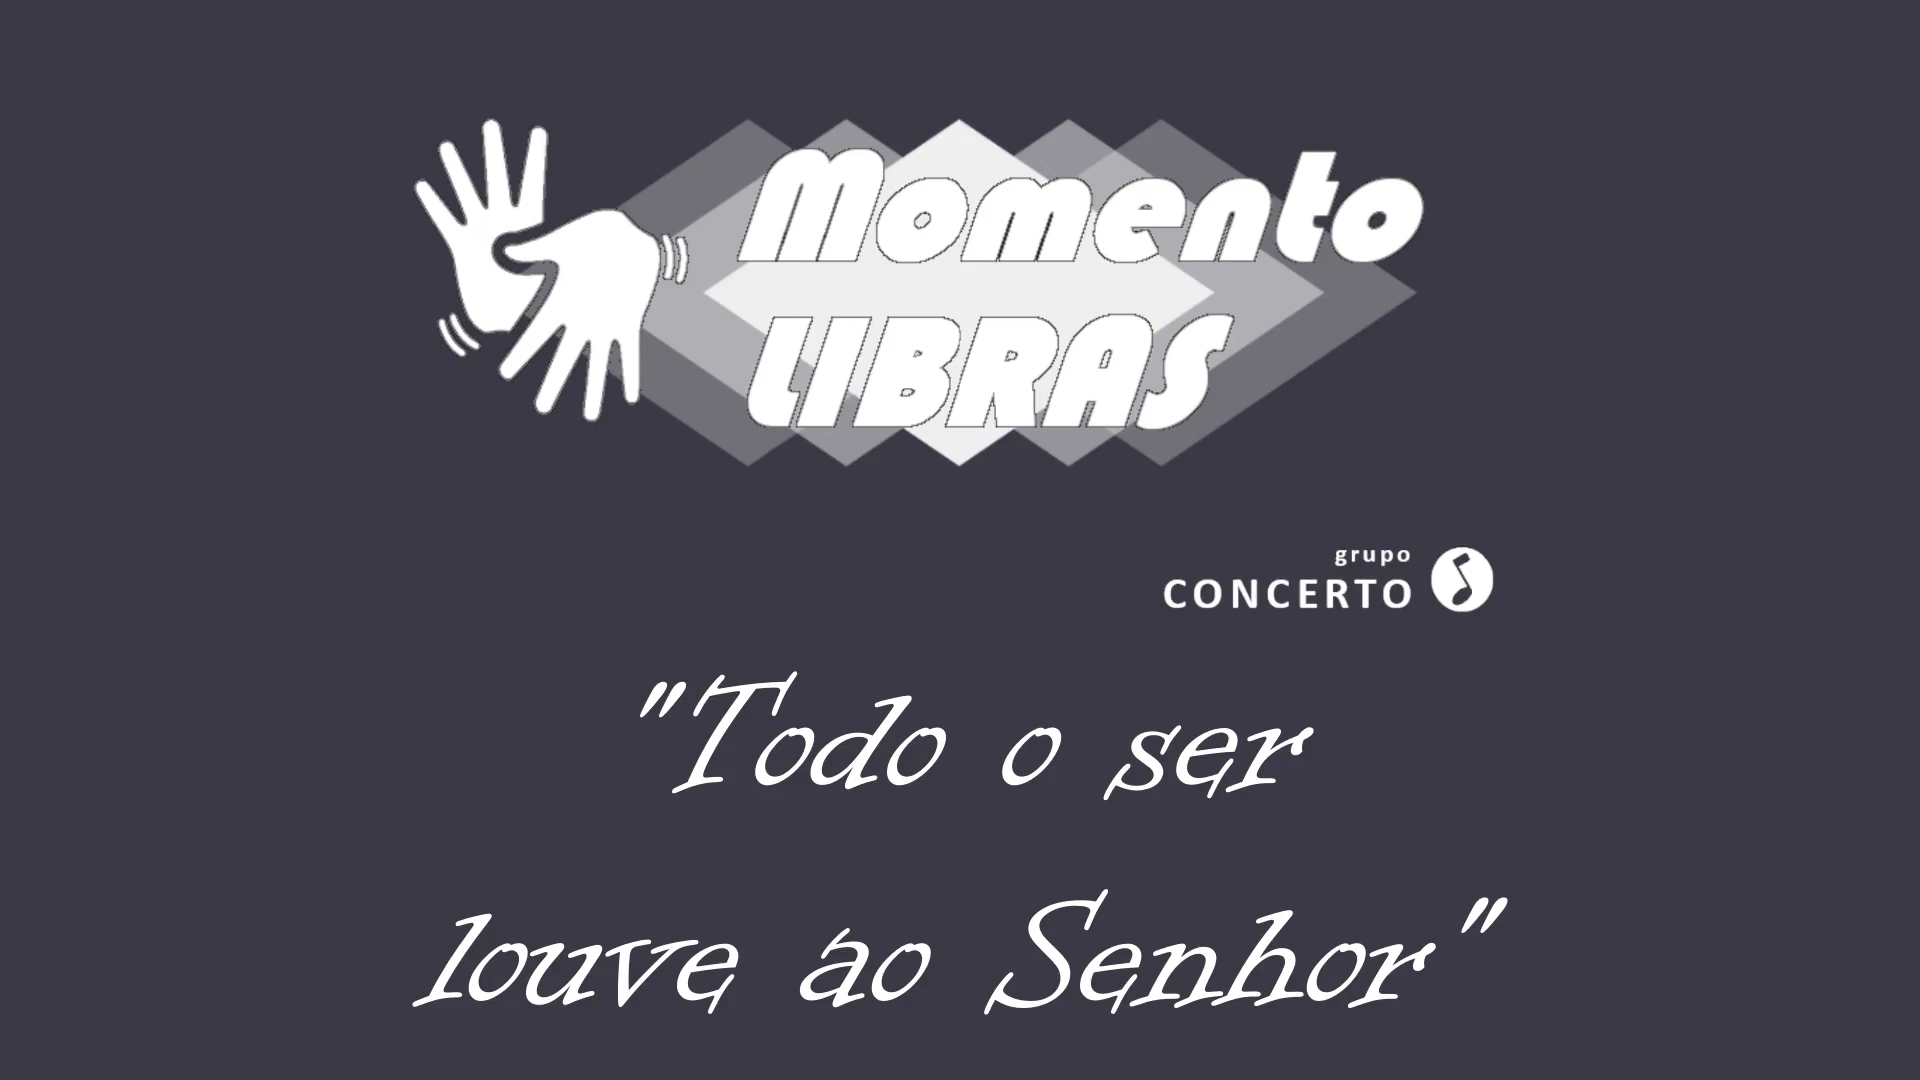 Momento
LIBRAS
grupo
CONCERTO
"Todo o ser
louve ao Senhor"